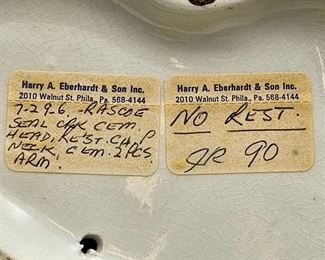 Harry A. Eberhardt & Son Inc.
2010 Walnut St. Phila., Pa. 568-4144
7-29-6. -RASCOE
SEAL CRK CEM.
HEAD, REST. CAP
NECK. CEM. 2 PCS.
ARM.
Harry A. Eberhardt & Son Inc.
2010 Walnut St. Phila., Pa. 568-4144
NO REST.
90